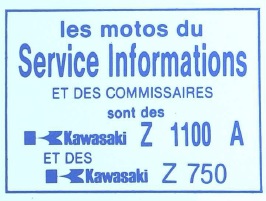 les motos du
Service Informations
ET DES COMMISSAIRES
sont des
Kawasaki Z 1100 A
ET DES
Kawasaki Z 750